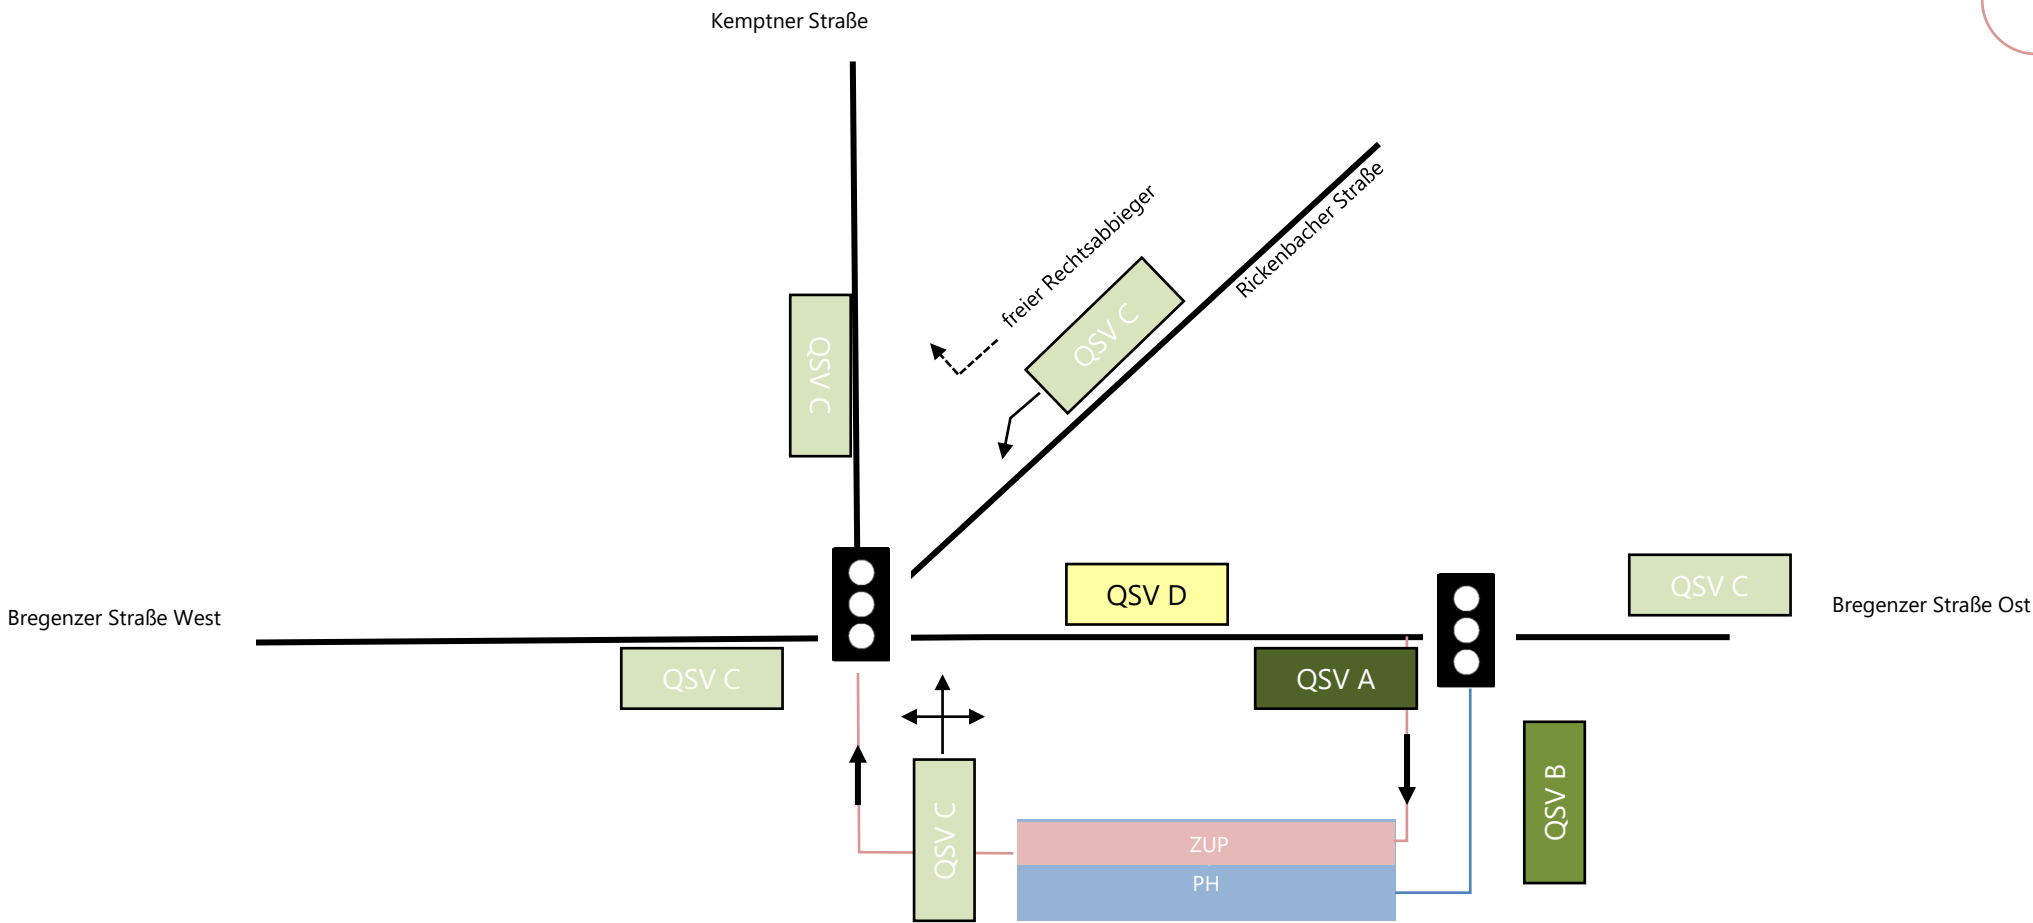 Kemptner Straße
Rickenbacher Straße
freier Rechtsabbieger
QSV C
QSV C
QSV D
QSV C
Bregenzer Straße West
Bregenzer Straße Ost
QSV C
QSV A
QSV B
QSV C
ZUP
PH